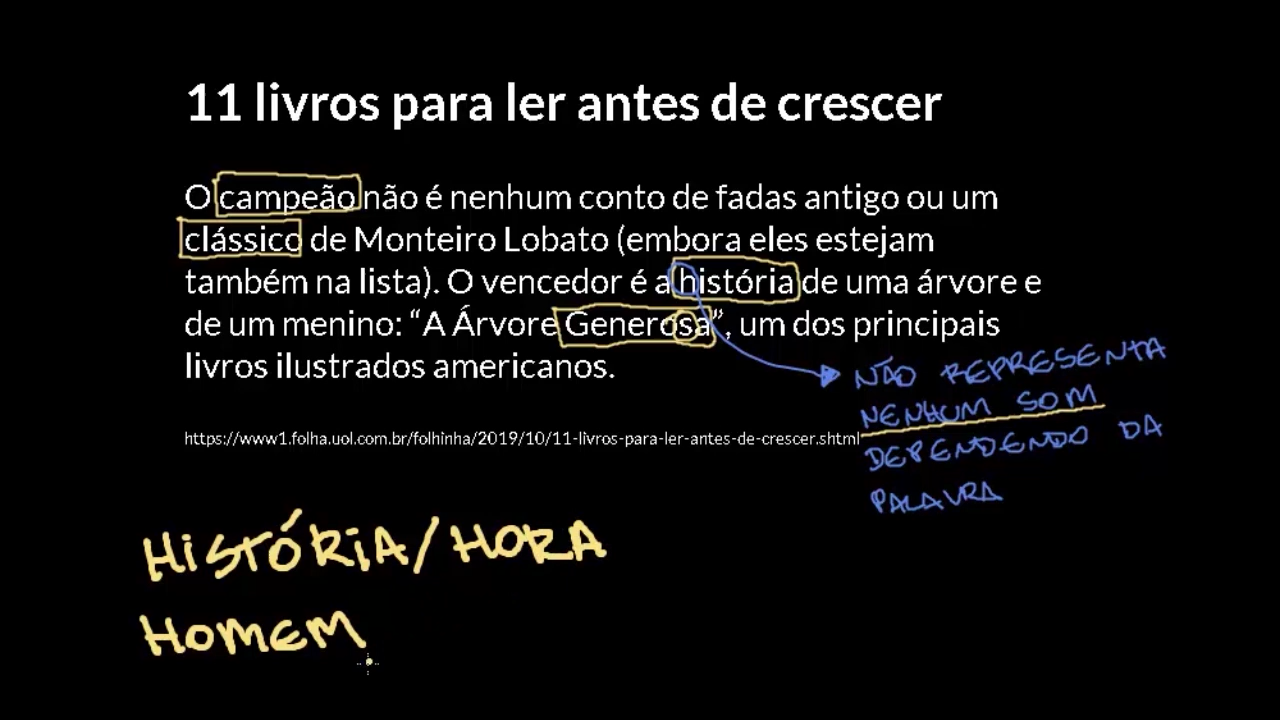 11 livros para ler antes de crescer
O campeão não é nenhum conto de fadas antigo ou um
clássico de Monteiro Lobato (embora eles estejam
também na lista). O vencedor é a história de uma árvore e
de um menino: “A Árvore Generosa”, um dos principais
livros ilustrados americanos.
NÃO REPRESENTA
NENHUM SOM
DEPENDENDO DA
PALAVRA
https://www1.folha.uol.com.br/folhinha/2019/10/11-livros-para-ler-antes-de-crescer.shtml
HISTÓRIA/HORA
HOMEM